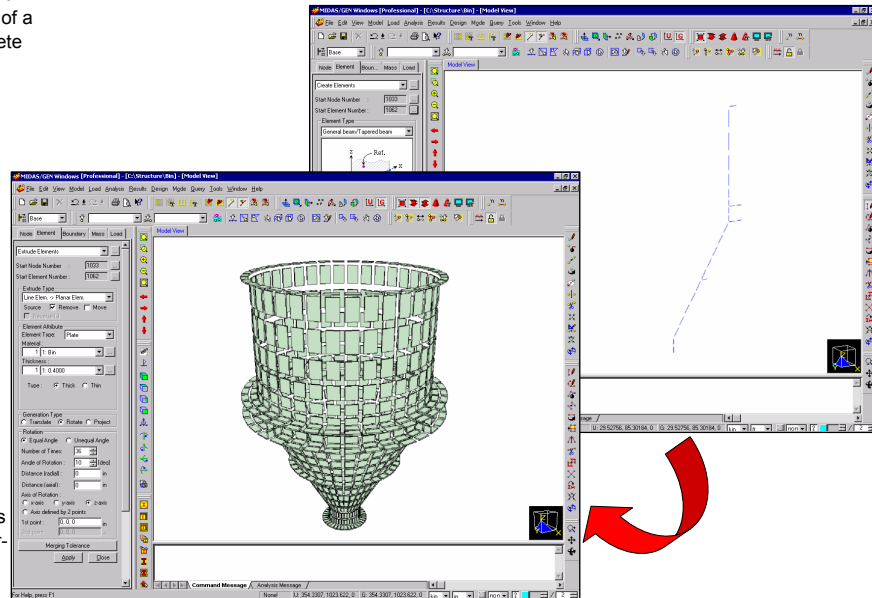 of a
ete
MIDAS/GEN Windows [Professional] - [C:\Structure\Bin] - [Model View]
File Edit View Model Load Analysis Results Design Mode Query Tools Window Help
Base
Node Element Boun... Mass Load
Model View
Create Elements
Start Node Number : 1033
Start Element Number : 1062
Element Type
General beam/Tapered beam
z Ref.
x
sage /
U: 29.52756, 85.30184, 0 G: 29.52756, 85.30184, 0 kip in non ? / 2
MIDAS/GEN Windows [Professional] - [C:\Structure\Bin] - [Model View]
File Edit View Model Load Analysis Results Design Mode Query Tools Window Help
Base
Node Element Boundary Mass Load
Model View
Extrude Elements
Start Node Number : 1033
Start Element Number : 1062
Extrude Type
Line Elem. -> Planar Elem.
Source Remove Move
Element Attribute
Element Type: Plate
Material :
1 1: Bin
Thickness :
1 1: 0.4000
Type : Thick Thin
Generation Type
Translate Rotate Project
Rotation
Equal Angle Unequal Angle
Number of Times: 36
Angle of Rotation : 10 [deg]
Distance (radial): 0 in
Distance (axial): 0 in
Axis of Rotation :
x-axis y-axis z-axis
Axis defined by 2 points
1st point : 0, 0, 0 in
Merging Tolerance
Apply Close
s
r-
Command Message / Analysis Message /
For Help, press F1
None! U: 354.3307, 1023.622, 0 G: 354.3307, 1023.622, 0 kip in non ? / 2